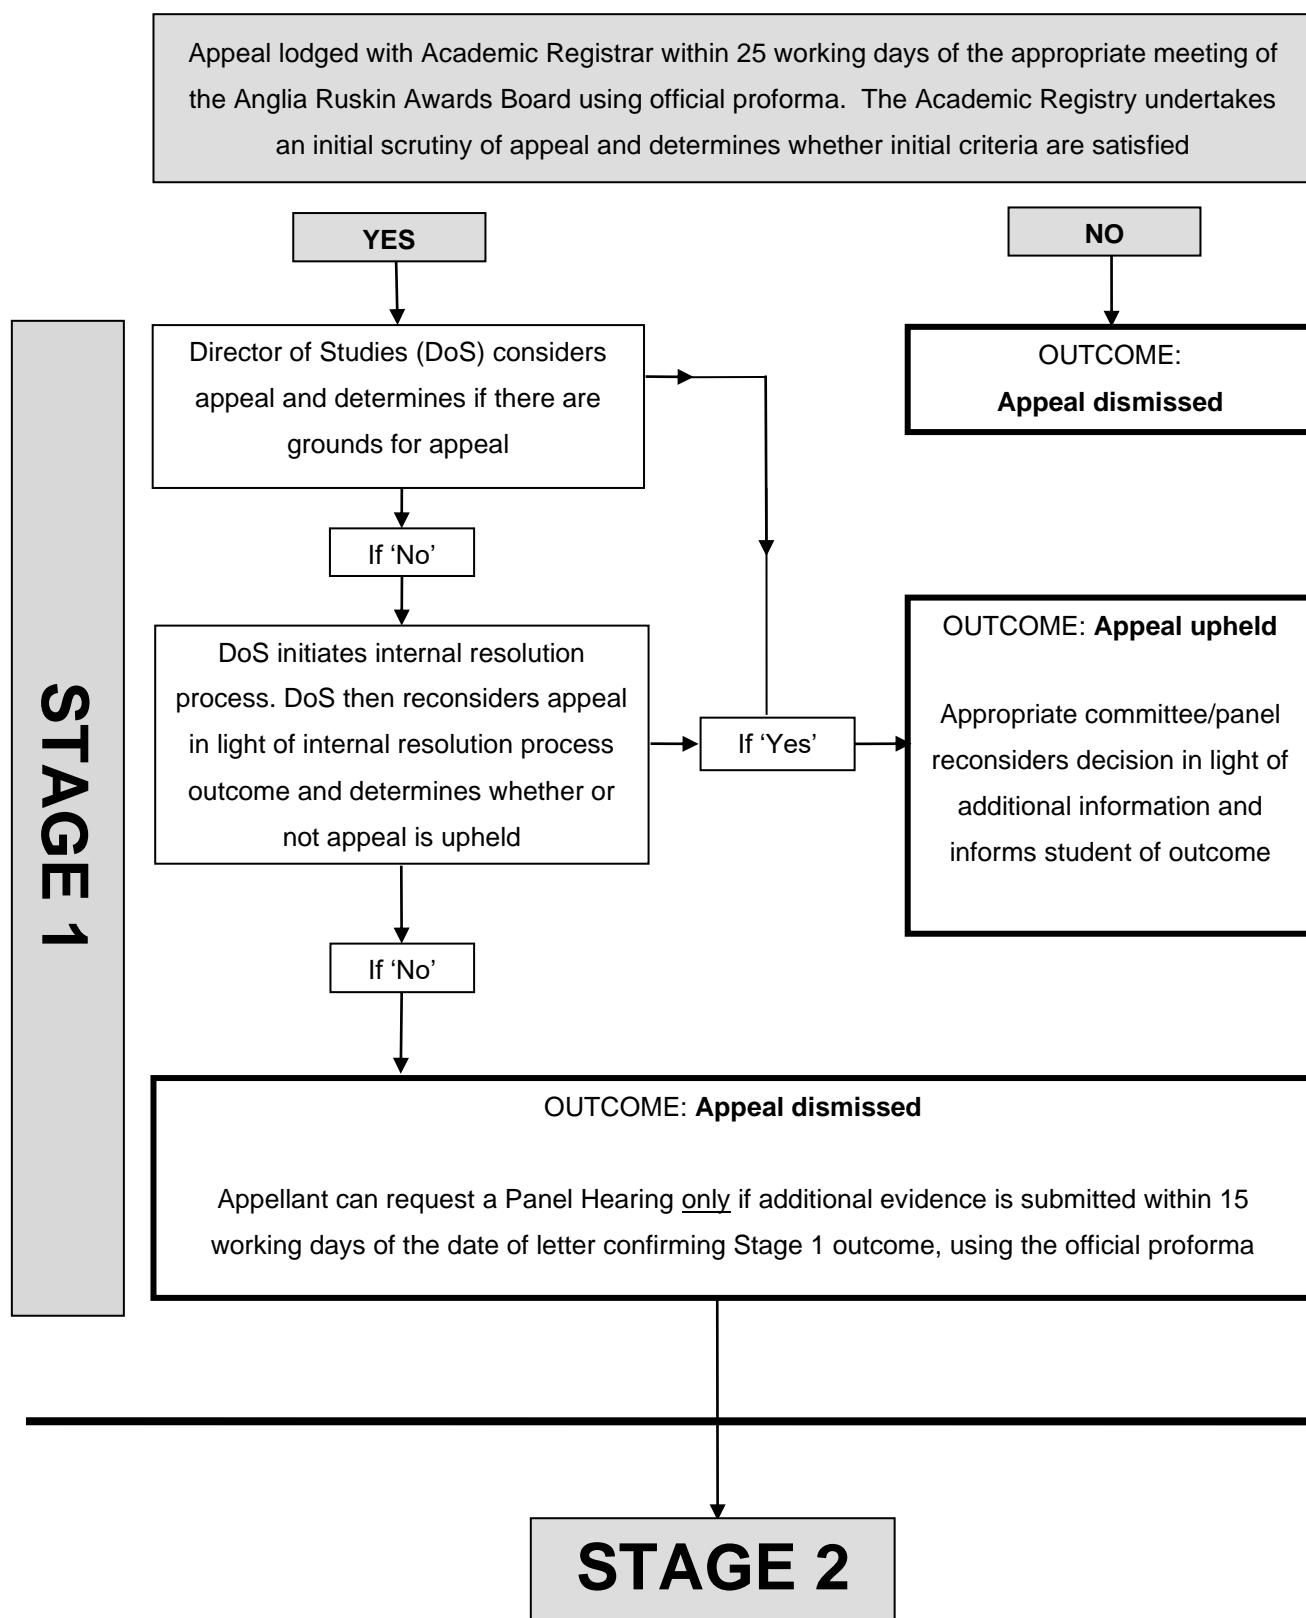 Appeal lodged with Academic Registrar within 25 working days of the appropriate meeting of
the Anglia Ruskin Awards Board using official proforma.  The Academic Registry undertakes
an initial scrutiny of appeal and determines whether initial criteria are satisfied
YES
NO
Director of Studies (DoS) considers
appeal and determines if there are
grounds for appeal
OUTCOME:
Appeal dismissed
If ‘No’
DoS initiates internal resolution
process. DoS then reconsiders appeal
in light of internal resolution process
outcome and determines whether or
not appeal is upheld
If ‘Yes’
OUTCOME: Appeal upheld
Appropriate committee/panel
reconsiders decision in light of
additional information and
informs student of outcome
STAGE 1
If ‘No’
OUTCOME: Appeal dismissed
Appellant can request a Panel Hearing only if additional evidence is submitted within 15
working days of the date of letter confirming Stage 1 outcome, using the official proforma
STAGE 2